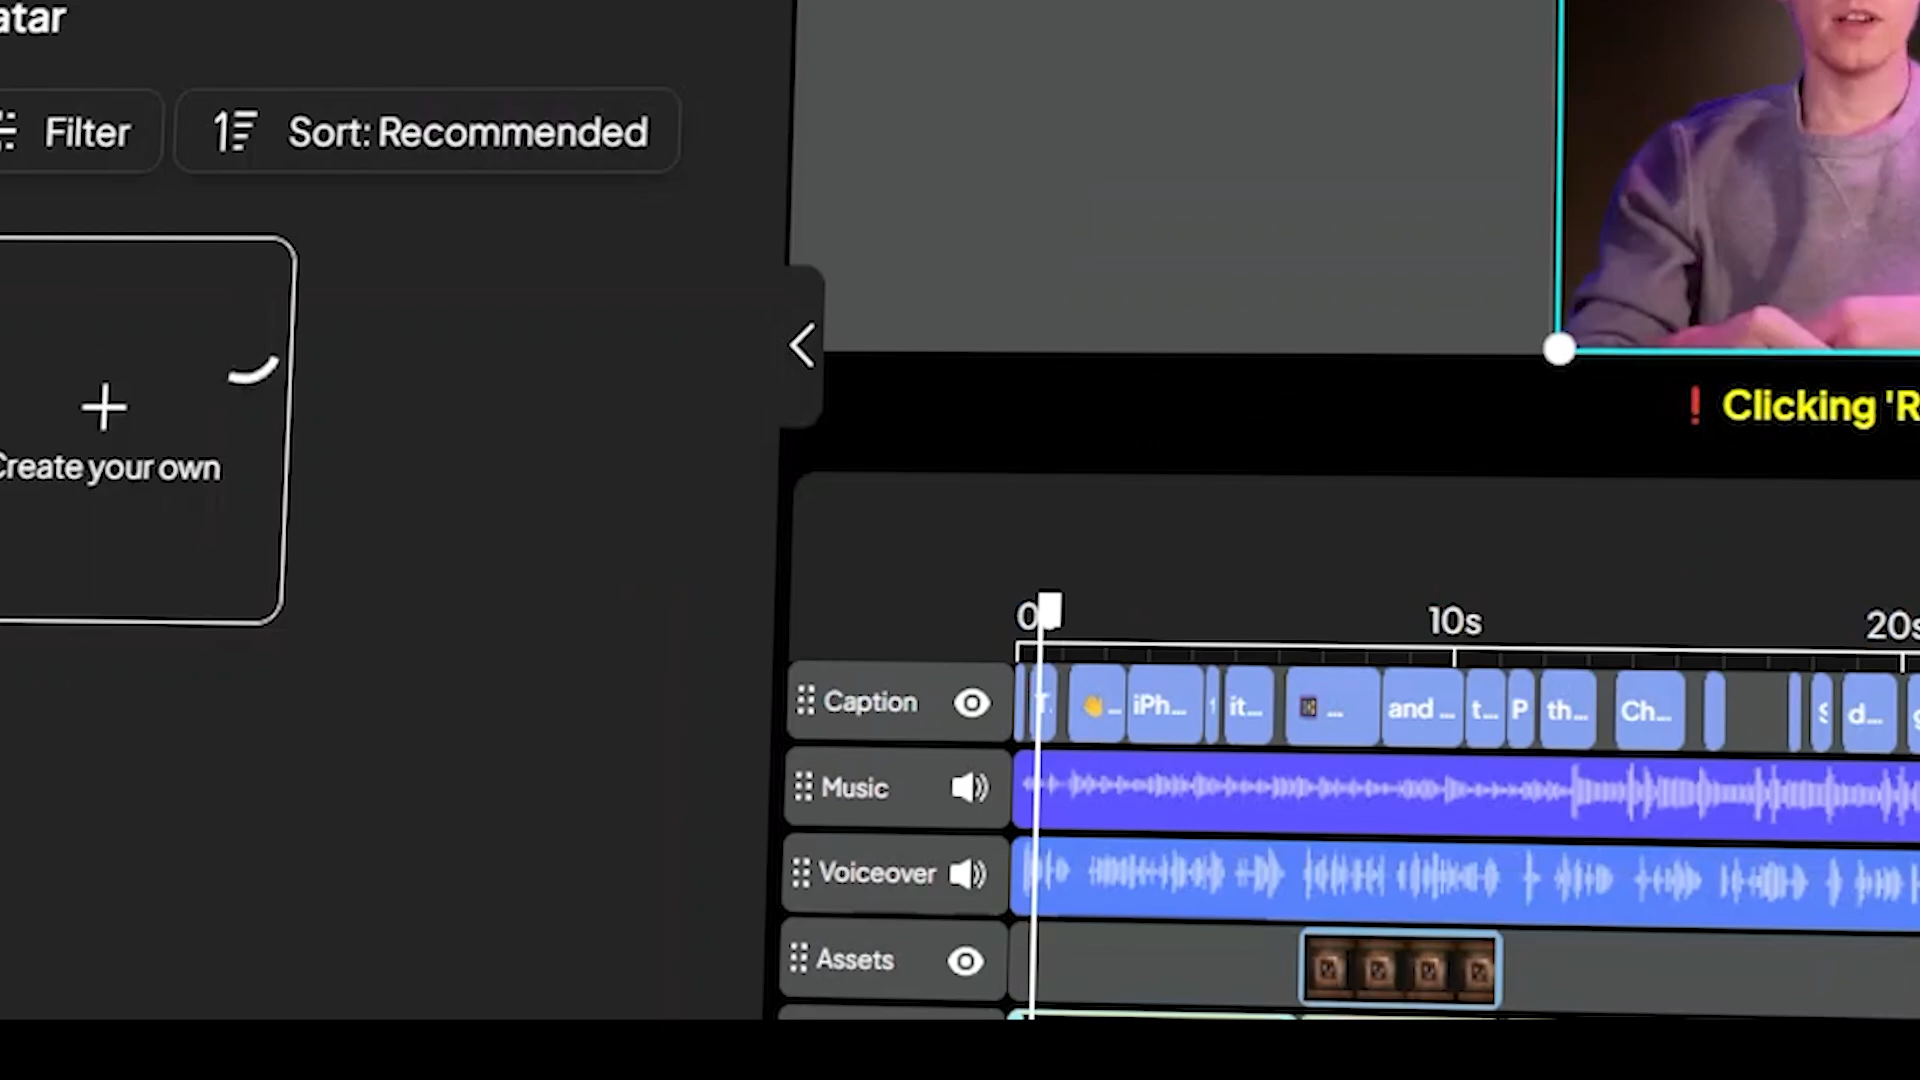 atar
Filter
Sort: Recommended
Create your own
❗ Clicking 'R
0
10s
20s
Caption
T. 👋... iPh... it... ... and ... t... P th... Ch... d...
Music
Voiceover
Assets